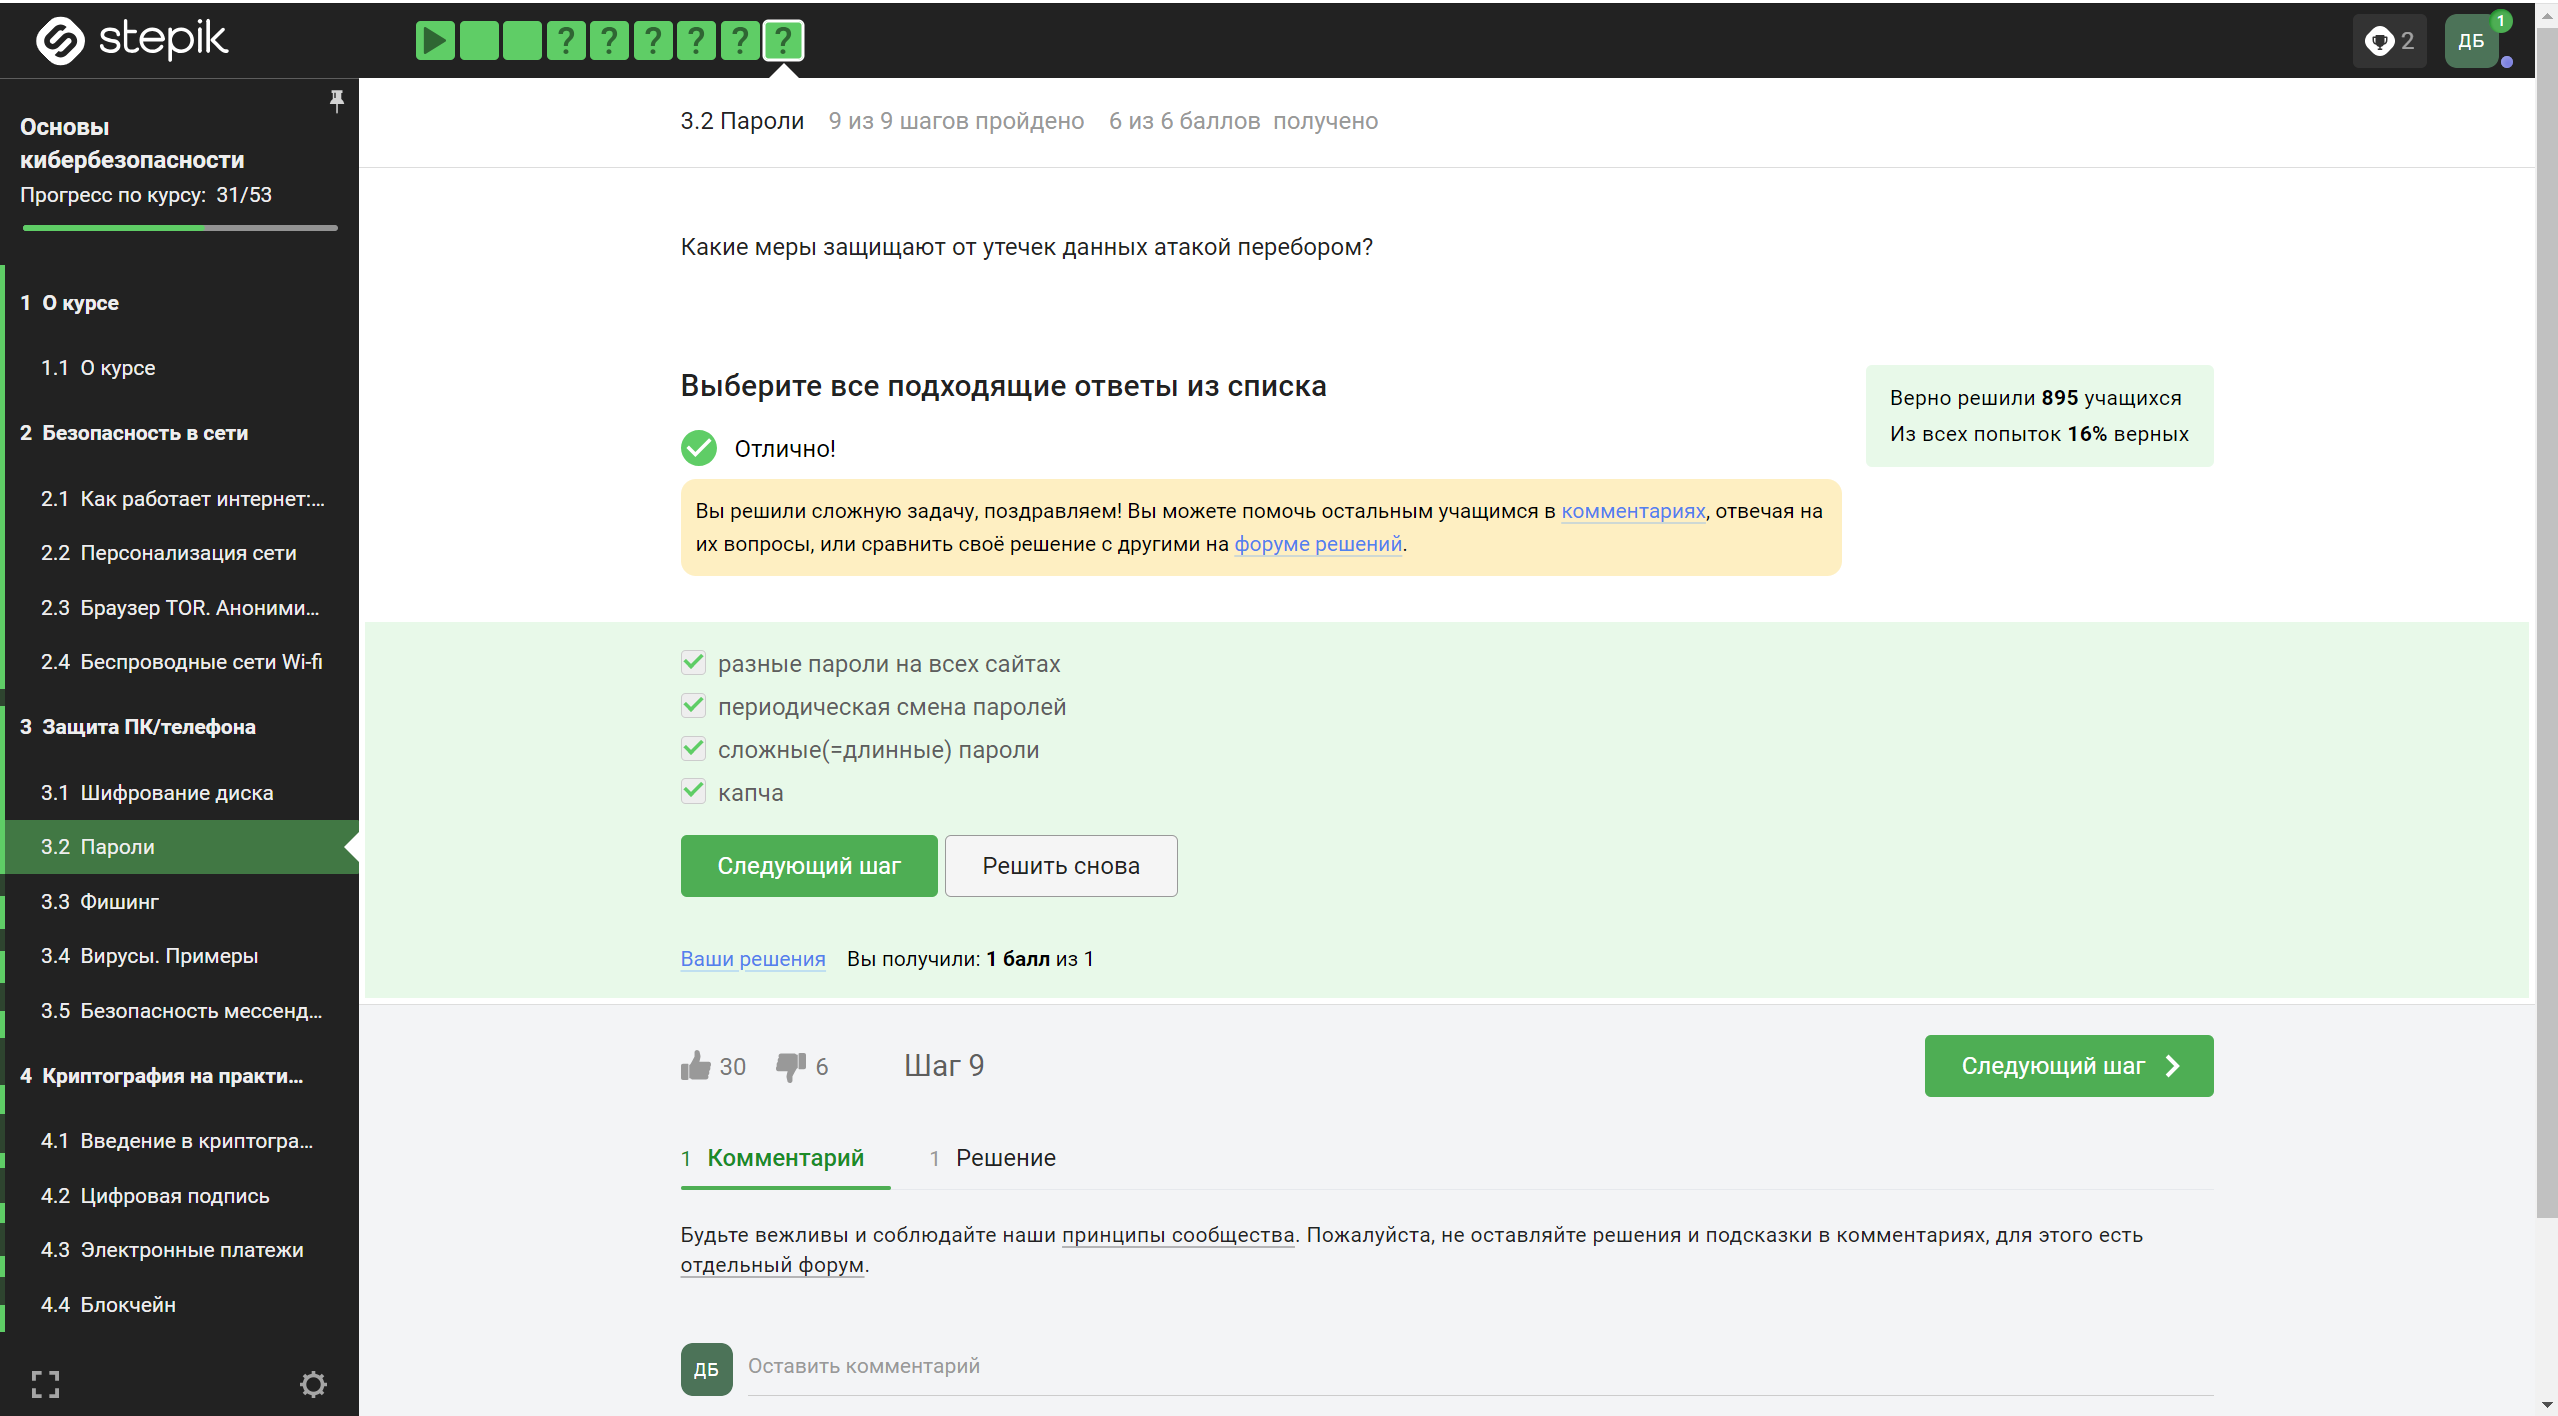 stepik
? ? ? ? ? ?
2
ДБ
1
Основы
кибербезопасности
Прогресс по курсу: 31/53
1 О курсе
1.1 О курсе
2 Безопасность в сети
2.1 Как работает интернет:...
2.2 Персонализация сети
2.3 Браузер TOR. Аноними...
2.4 Беспроводные сети Wi-fi
3 Защита ПК/телефона
3.1 Шифрование диска
3.2 Пароли
3.3 Фишинг
3.4 Вирусы. Примеры
3.5 Безопасность мессенд...
4 Криптография на практи...
4.1 Введение в криптогра...
4.2 Цифровая подпись
4.3 Электронные платежи
4.4 Блокчейн
3.2 Пароли 9 из 9 шагов пройдено 6 из 6 баллов получено
Какие меры защищают от утечек данных атакой перебором?
Выберите все подходящие ответы из списка
Верно решили 895 учащихся
Из всех попыток 16% верных
Отлично!
Вы решили сложную задачу, поздравляем! Вы можете помочь остальным учащимся в комментариях, отвечая на
их вопросы, или сравнить своё решение с другими на форуме решений.
разные пароли на всех сайтах
периодическая смена паролей
сложные(=длинные) пароли
капча
Следующий шаг Решить снова
Ваши решения Вы получили: 1 балл из 1
30 6 Шаг 9 Следующий шаг
1 Комментарий 1 Решение
Будьте вежливы и соблюдайте наши принципы сообщества. Пожалуйста, не оставляйте решения и подсказки в комментариях, для этого есть
отдельный форум.
ДБ Оставить комментарий